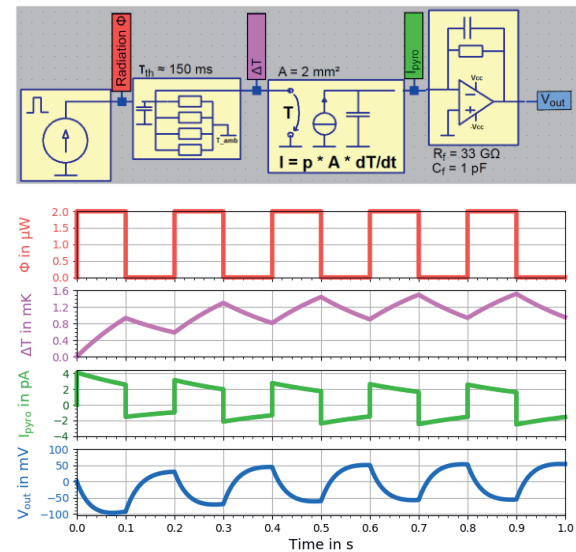 Radiation Φ
τth ≈ 150 ms
ΔT
A = 2 mm²
Ipyro
T_amb
T
I = p * A * dT/dt
Vcc
-Vcc
Vout
Rf = 33 GΩ
Cf = 1 pF
Φ in µW
2.0
1.5
1.0
0.5
0.0
ΔT in mK
1.6
1.2
0.8
0.4
0.0
Ipyro in pA
4
2
0
−2
−4
Vout in mV
100
50
0
−50
−100
0.0 0.1 0.2 0.3 0.4 0.5 0.6 0.7 0.8 0.9 1.0
Time in s